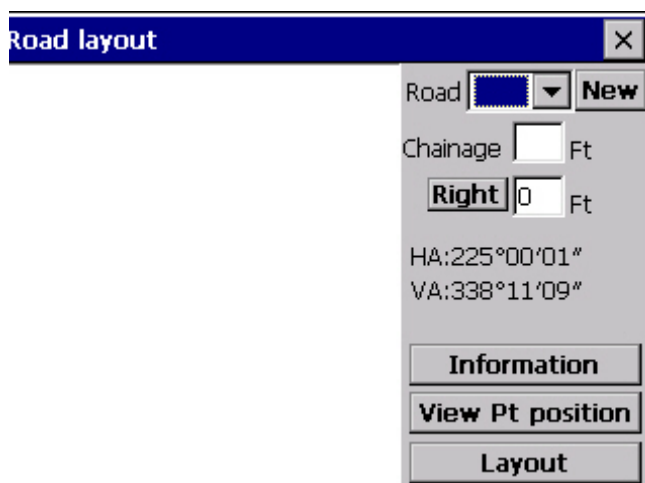 Road layout
Road New
Chainage Ft
Right 0 Ft
HA:225°00'01"
VA:338°11'09"
Information
View Pt position
Layout